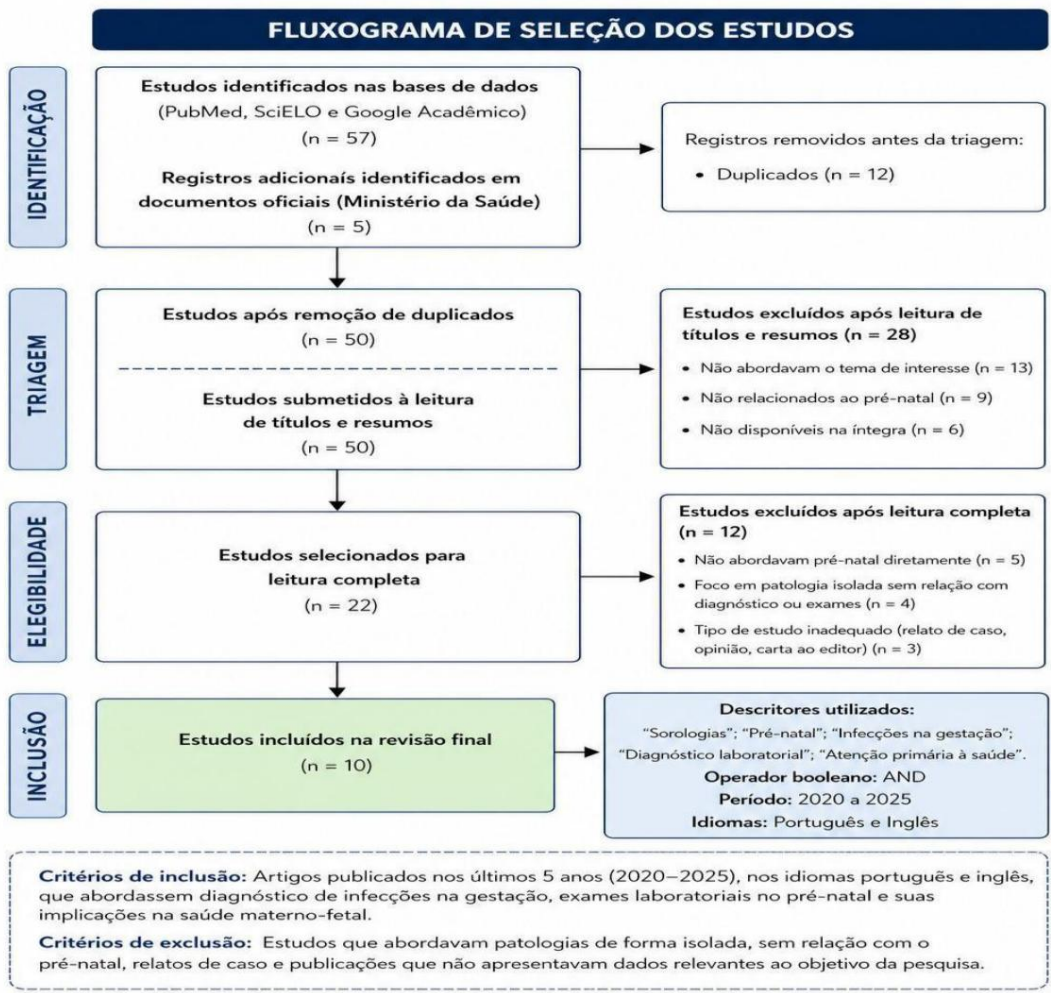 FLUXOGRAMA DE SELEÇÃO DOS ESTUDOS
IDENTIFICAÇÃO
Estudos identificados nas bases de dados
(PubMed, SciELO e Google Acadêmico)
(n = 57)
Registros adicionais identificados em
documentos oficiais (Ministério da Saúde)
(n = 5)
Registros removidos antes da triagem:
• Duplicados (n = 12)
TRIAGEM
Estudos após remoção de duplicados
(n = 50)
Estudos submetidos à leitura
de títulos e resumos
(n = 50)
Estudos excluídos após leitura de
títulos e resumos (n = 28)
• Não abordavam o tema de interesse (n = 13)
• Não relacionados ao pré-natal (n = 9)
• Não disponíveis na íntegra (n = 6)
ELEGIBILIDADE
Estudos selecionados para
leitura completa
(n = 22)
Estudos excluídos após leitura completa
(n = 12)
• Não abordavam pré-natal diretamente (n = 5)
• Foco em patologia isolada sem relação com
diagnóstico ou exames (n = 4)
• Tipo de estudo inadequado (relato de caso,
opinião, carta ao editor) (n = 3)
INCLUSÃO
Estudos incluídos na revisão final
(n = 10)
Descritores utilizados:
“Sorologias”; “Pré-natal”; “Infecções na gestação”;
“Diagnóstico laboratorial”; “Atenção primária à saúde”.
Operador booleano: AND
Período: 2020 a 2025
Idiomas: Português e Inglês
Critérios de inclusão: Artigos publicados nos últimos 5 anos (2020–2025), nos idiomas portuguẽs e inglês,
que abordassem diagnóstico de infecções na gestação, exames laboratoriais no pré-natal e suas
implicações na saúde materno-fetal.
Critérios de exclusão: Estudos que abordavam patologias de forma isolada, sem relação com o
pré-natal, relatos de caso e publicações que não apresentavam dados relevantes ao objetivo da pesquisa.